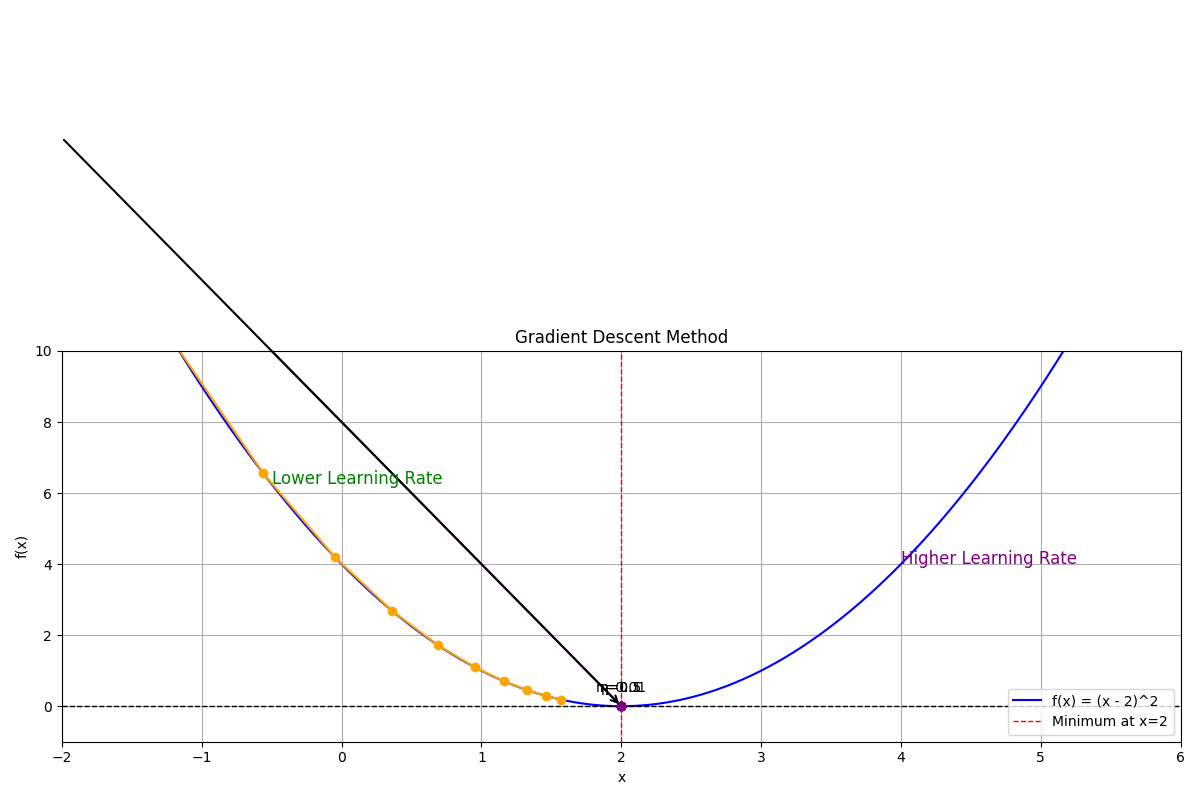 Gradient Descent Method
10
8
6
4
2
0
f(x)
Lower Learning Rate
Higher Learning Rate
f(x) = (x - 2)^2
Minimum at x=2
−2
−1
0
1
2
3
4
5
6
x